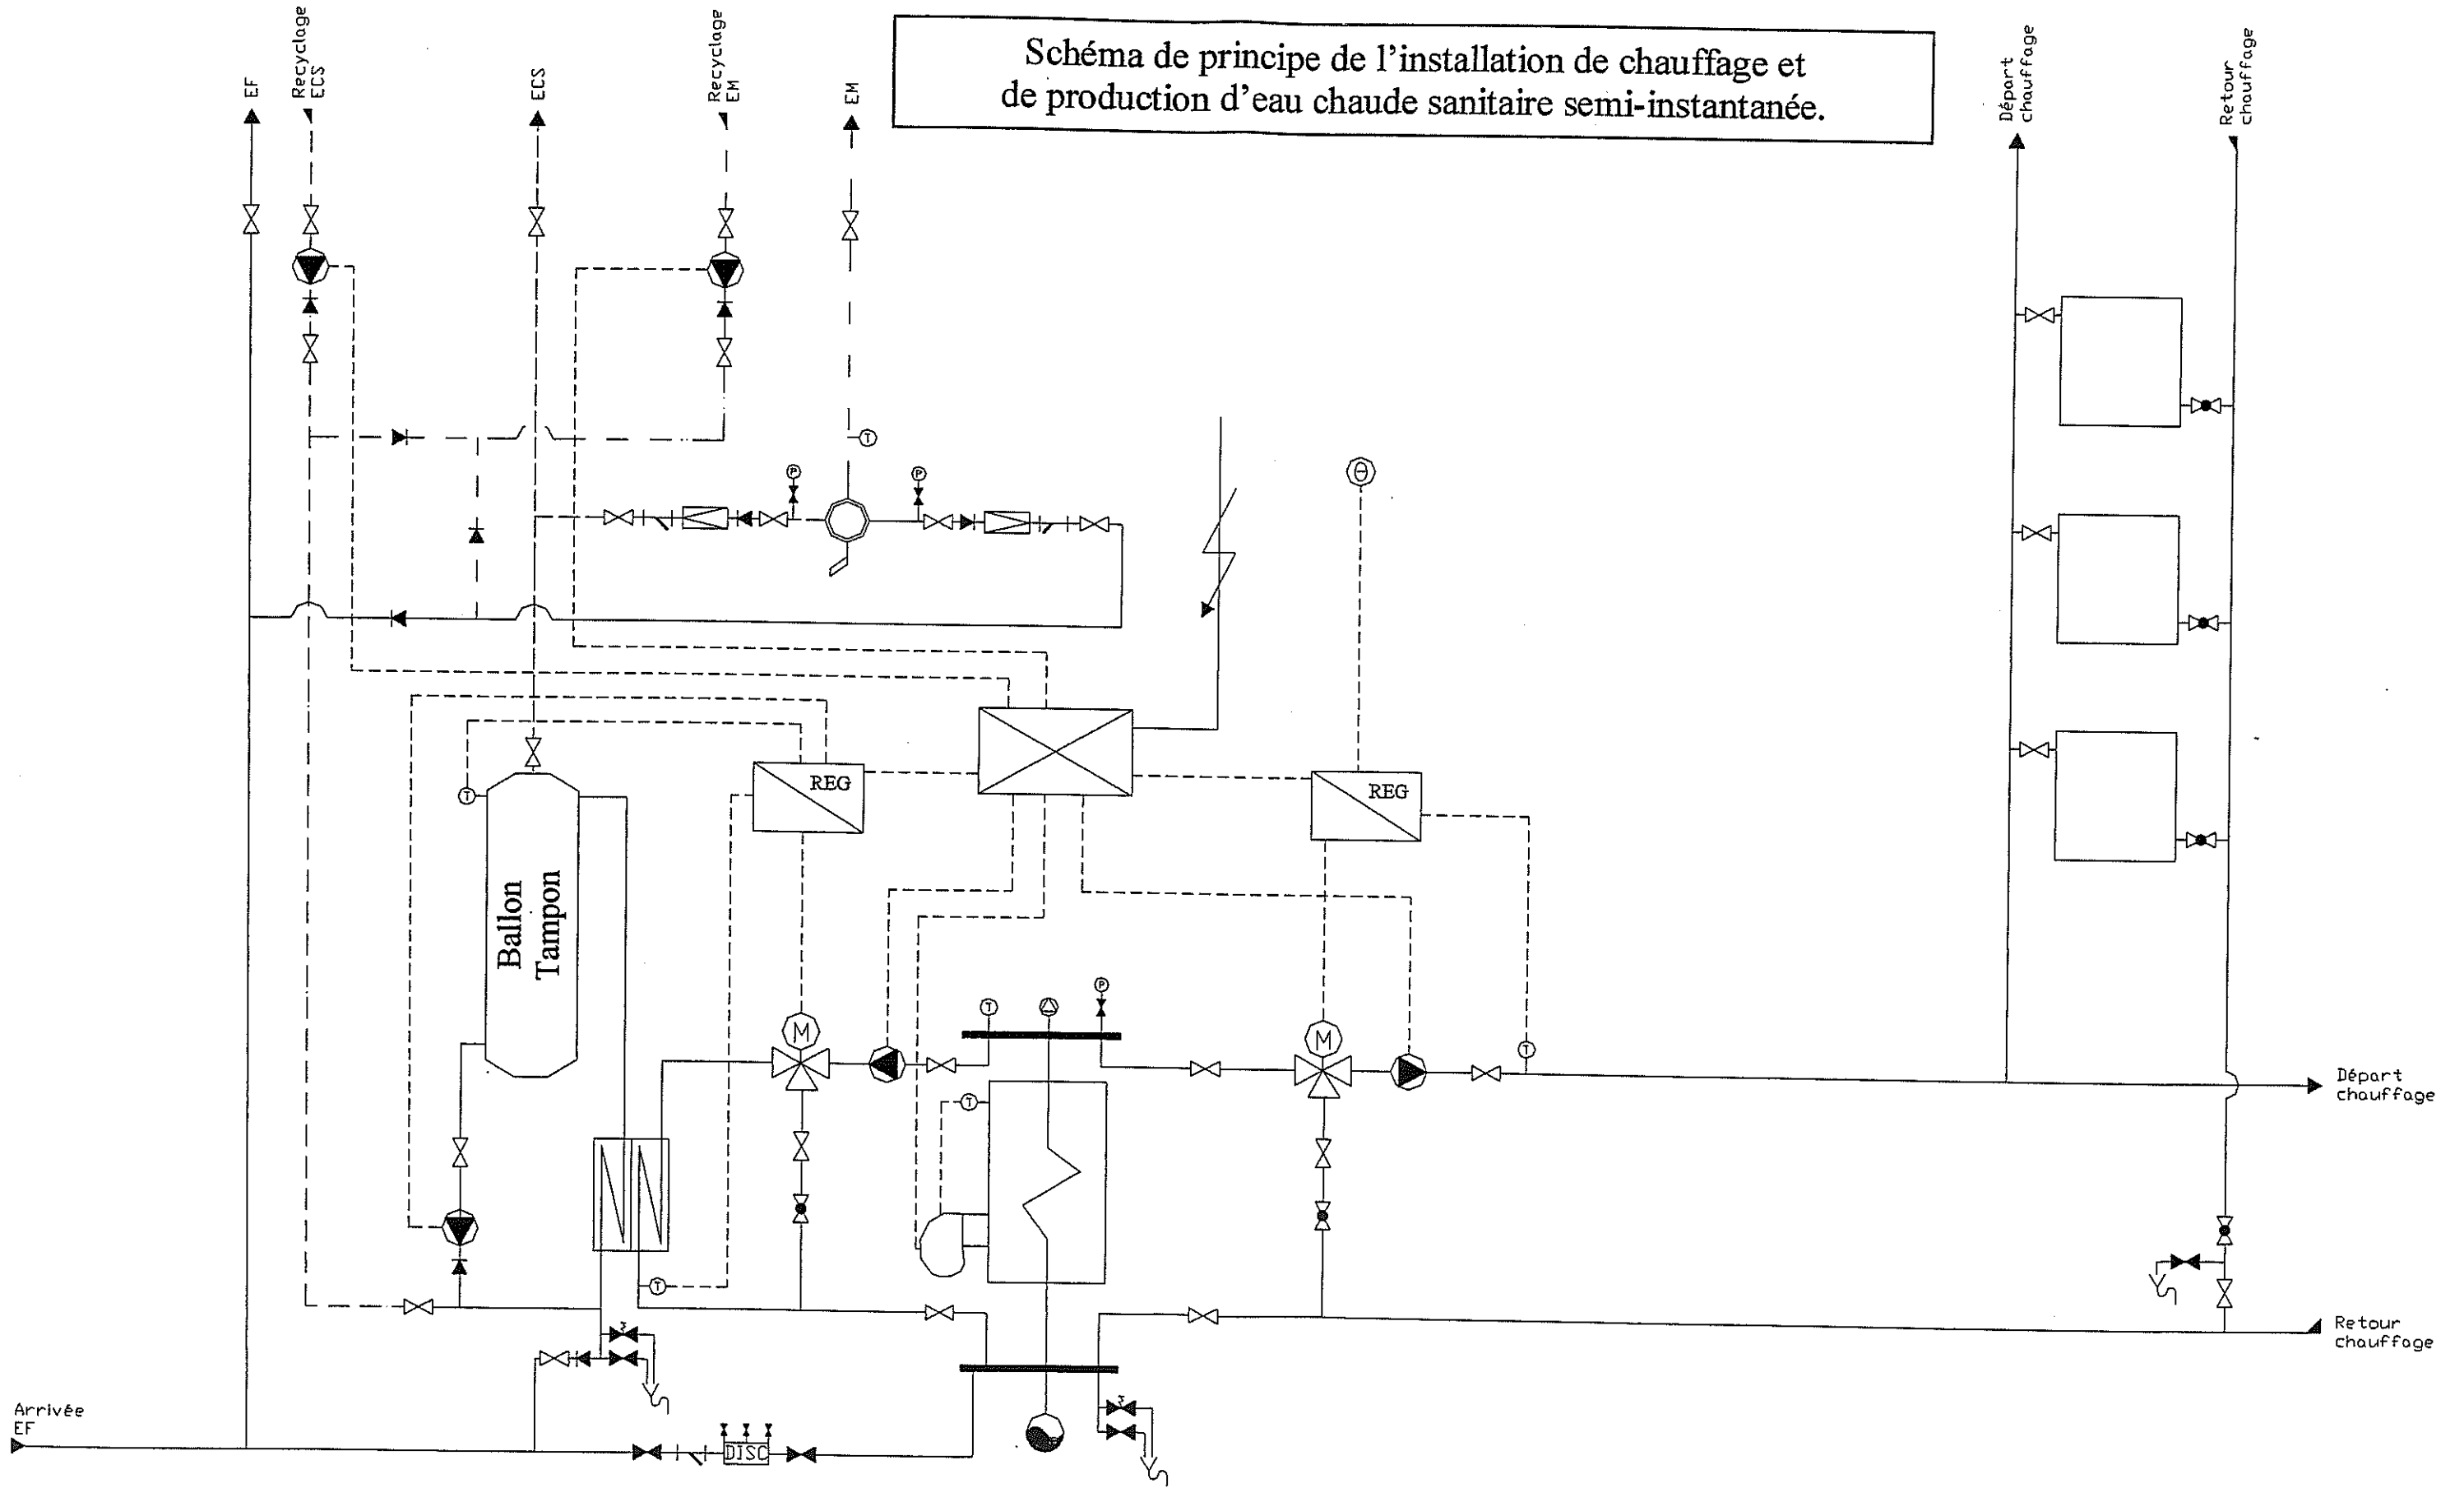 Schéma de principe de l'installation de chauffage et
de production d'eau chaude sanitaire semi-instantanée.
EF
Recyclage
ECS
ECS
Recyclage
EM
EM
Départ
chauffage
Retour
chauffage
T
P
P
θ
REG
REG
T
Ballon
Tampon
M
T
P
M
T
T
T
Départ
chauffage
Retour
chauffage
Arrivée
EF
DISC